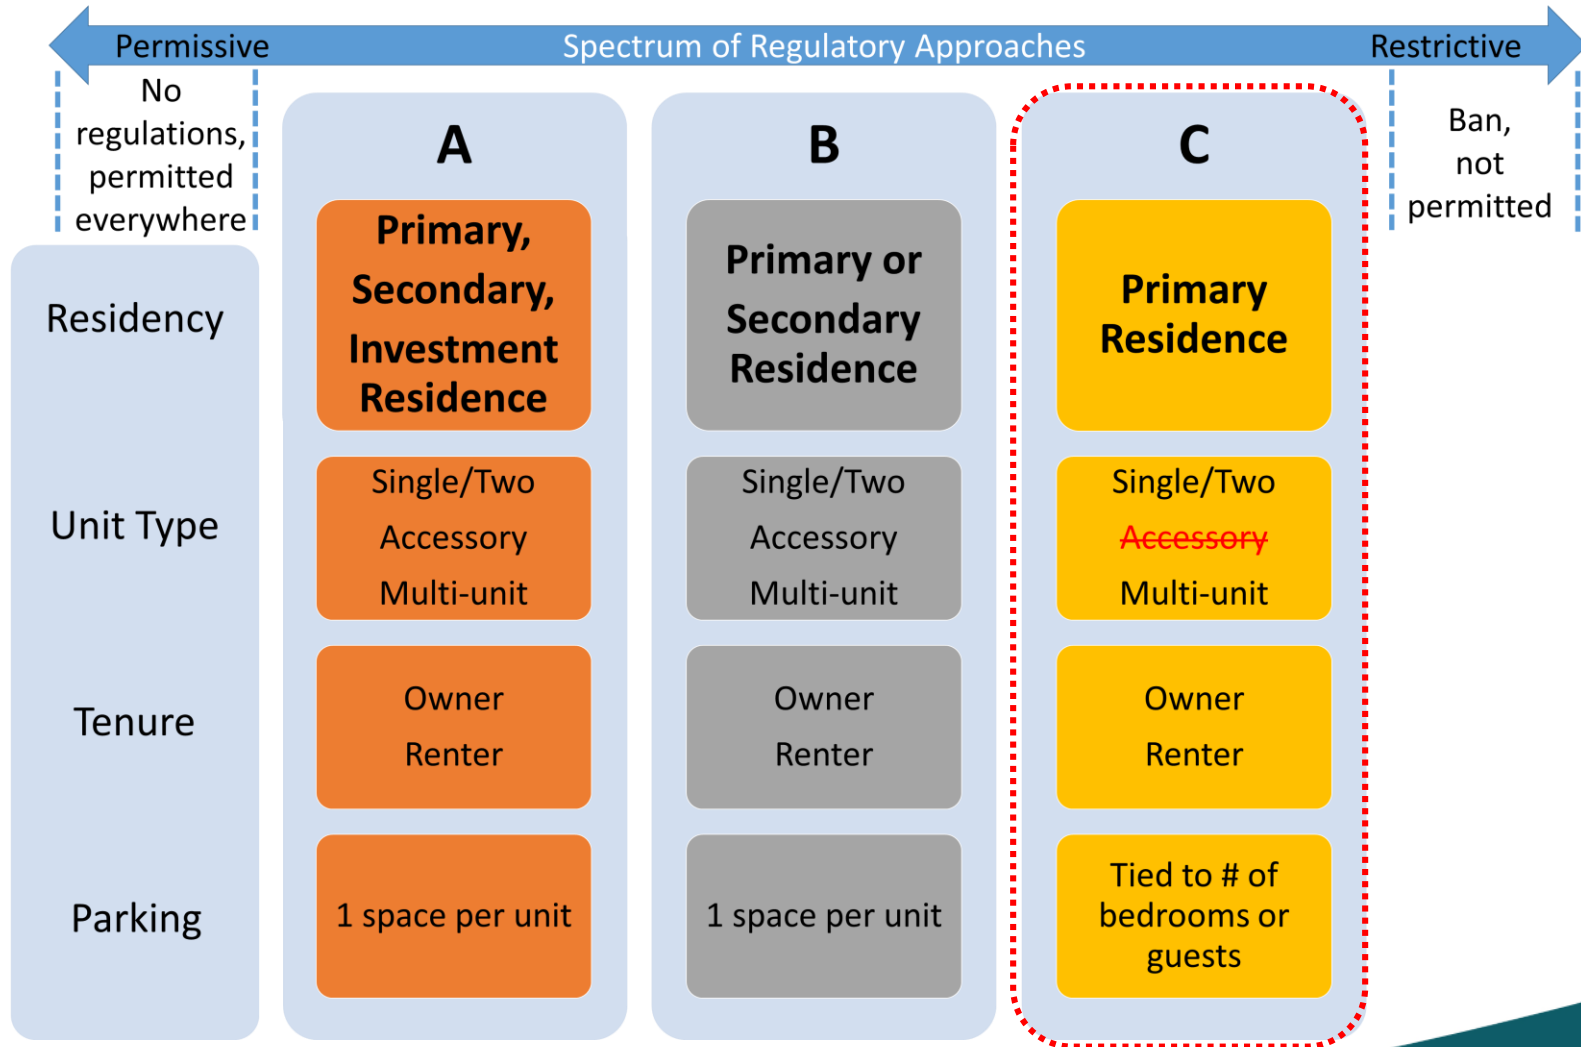 Permissive
Spectrum of Regulatory Approaches
Restrictive
No
regulations,
permitted
everywhere
Ban,
not
permitted
A
B
C
Residency
Primary,
Secondary,
Investment
Residence
Primary or
Secondary
Residence
Primary
Residence
Unit Type
Single/Two
Accessory
Multi-unit
Single/Two
Accessory
Multi-unit
Single/Two
Accessory
Multi-unit
Tenure
Owner
Renter
Owner
Renter
Owner
Renter
Parking
1 space per unit
1 space per unit
Tied to # of
bedrooms or
guests